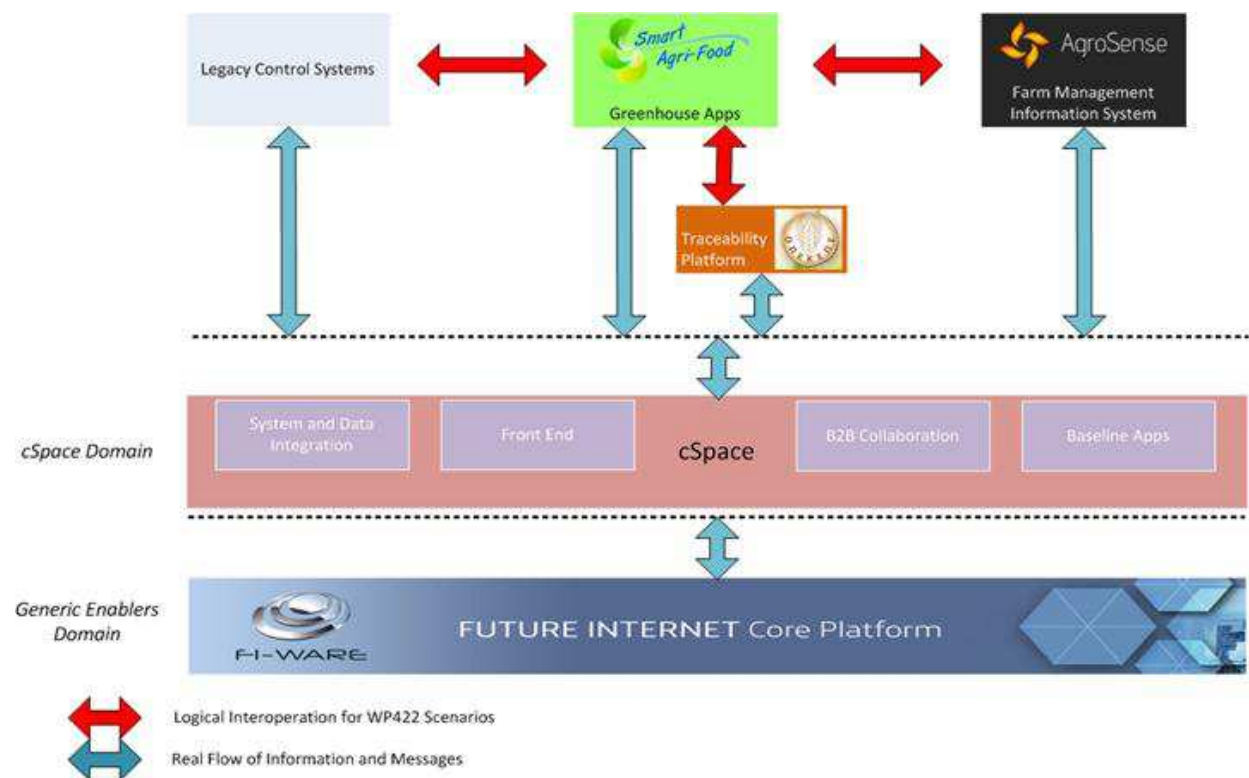 Legacy Control Systems
Smart
Agri-Food
Greenhouse Apps
AgroSense
Farm Management
Information System
Traceability
Platform
cSpace Domain
System and Data
Integration
Front End
cSpace
B2B Collaboration
Baseline Apps
Generic Enablers
Domain
FI-WARE
FUTURE INTERNET Core Platform
Logical Interoperation for WP422 Scenarios
Real Flow of Information and Messages